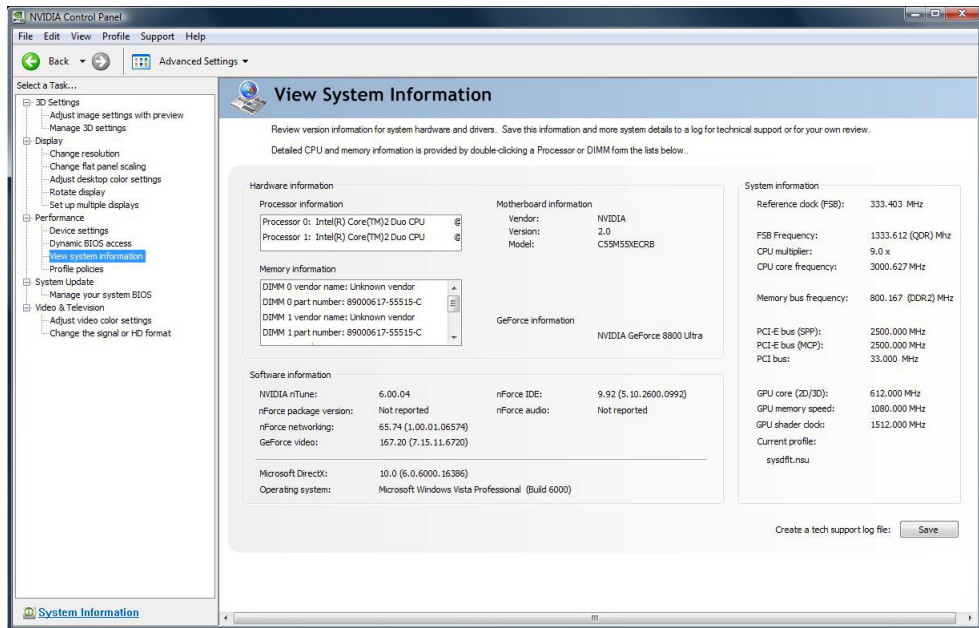 NVIDIA Control Panel
File Edit View Profile Support Help
Back Advanced Settings
Select a Task...
3D Settings
Adjust image settings with preview
Manage 3D settings
Display
Change resolution
Change flat panel scaling
Adjust desktop color settings
Rotate display
Set up multiple displays
Performance
Device settings
Dynamic BIOS access
View system information
Profile policies
System Update
Manage your system BIOS
Video & Television
Adjust video color settings
Change the signal or HD format
System Information
View System Information
Review version information for system hardware and drivers. Save this information and more system details to a log for technical support or for your own review.
Detailed CPU and memory information is provided by double-clicking a Processor or DIMM form the lists below..
Hardware information
Processor information
Processor 0: Intel(R) Core(TM)2 Duo CPU @
Processor 1: Intel(R) Core(TM)2 Duo CPU @
Memory information
DIMM 0 vendor name: Unknown vendor
DIMM 0 part number: 89000617-55515-C
DIMM 1 vendor name: Unknown vendor
DIMM 1 part number: 89000617-55515-C
Motherboard information
Vendor: NVIDIA
Version: 2.0
Model: C55M55XECRB
GeForce information
NVIDIA GeForce 8800 Ultra
Software information
NVIDIA nTune: 6.00.04 nForce IDE: 9.92 (5.10.2600.0992)
nForce package version: Not reported nForce audio: Not reported
nForce networking: 65.74 (1.00.01.06574)
GeForce video: 167.20 (7.15.11.6720)
Microsoft DirectX: 10.0 (6.0.6000.16386)
Operating system: Microsoft Windows Vista Professional (Build 6000)
System information
Reference clock (FSB): 333.403 MHz
FSB Frequency: 1333.612 (QDR) Mhz
CPU multiplier: 9.0 x
CPU core frequency: 3000.627 MHz
Memory bus frequency: 800.167 (DDR2) MHz
PCI-E bus (SPP): 2500.000 MHz
PCI-E bus (MCP): 2500.000 MHz
PCI bus: 33.000 MHz
GPU core (2D/3D): 612.000 MHz
GPU memory speed: 1080.000 MHz
GPU shader clock: 1512.000 MHz
Current profile:
sysdflt.nsu
Create a tech support log file: Save